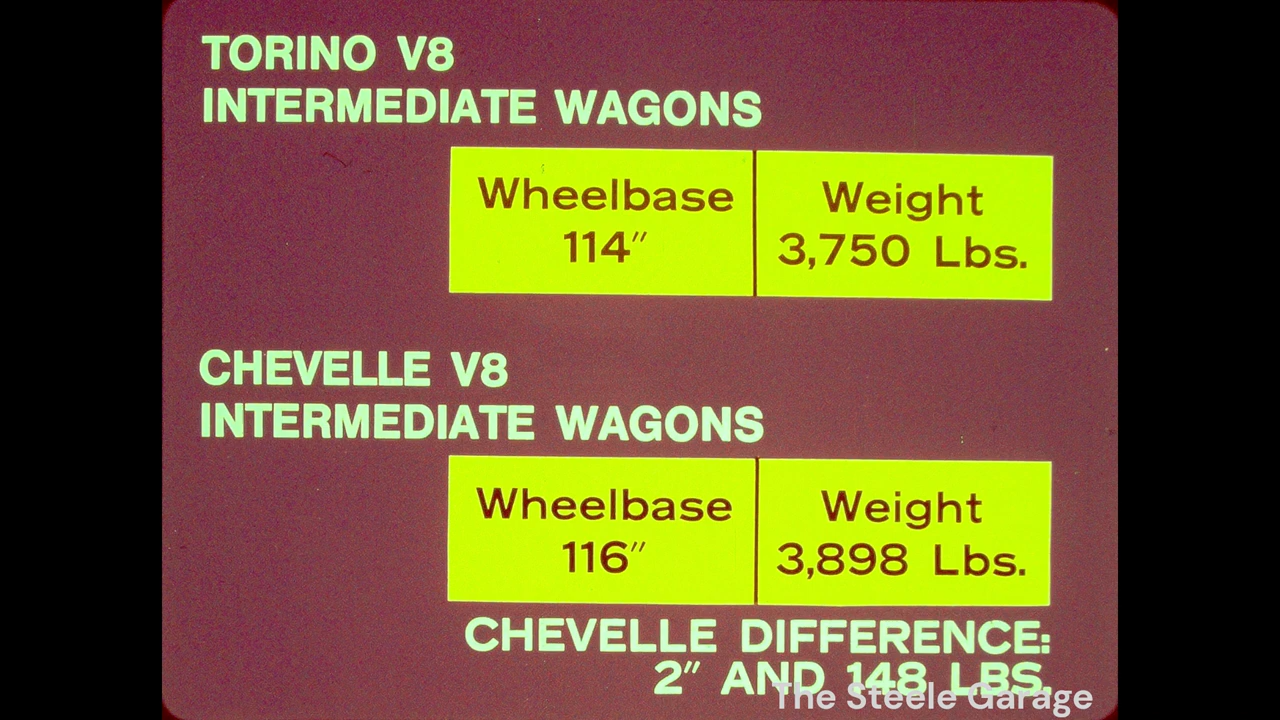 TORINO V8
INTERMEDIATE WAGONS
Wheelbase Weight
114″ 3,750 Lbs.
CHEVELLE V8
INTERMEDIATE WAGONS
Wheelbase Weight
116″ 3,898 Lbs.
CHEVELLE DIFFERENCE:
2″ AND 148 LBS.
The Steele Garage